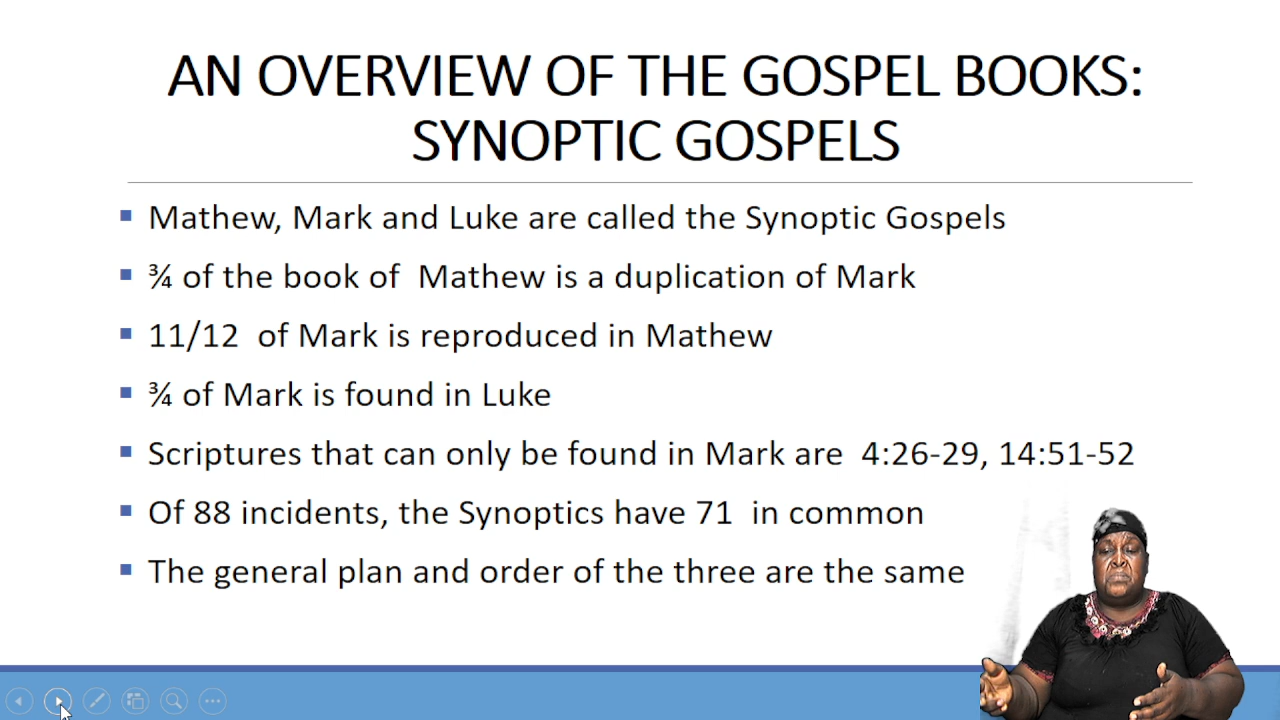 AN OVERVIEW OF THE GOSPEL BOOKS:
SYNOPTIC GOSPELS
Mathew, Mark and Luke are called the Synoptic Gospels
¾ of the book of  Mathew is a duplication of Mark
11/12  of Mark is reproduced in Mathew
¾ of Mark is found in Luke
Scriptures that can only be found in Mark are  4:26-29, 14:51-52
Of 88 incidents, the Synoptics have 71  in common
The general plan and order of the three are the same